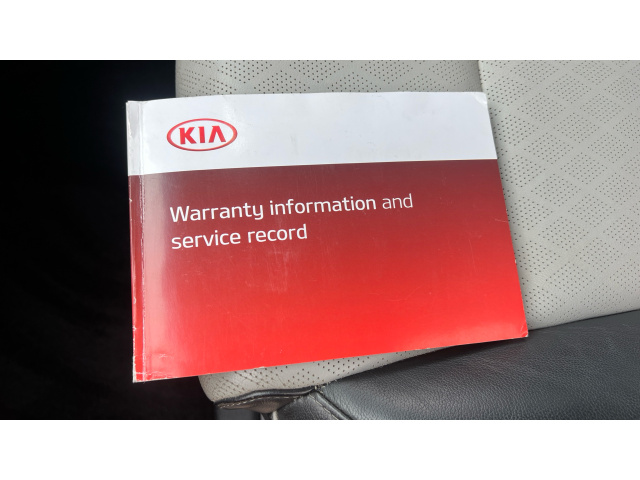 KIA
Warranty information and
service record